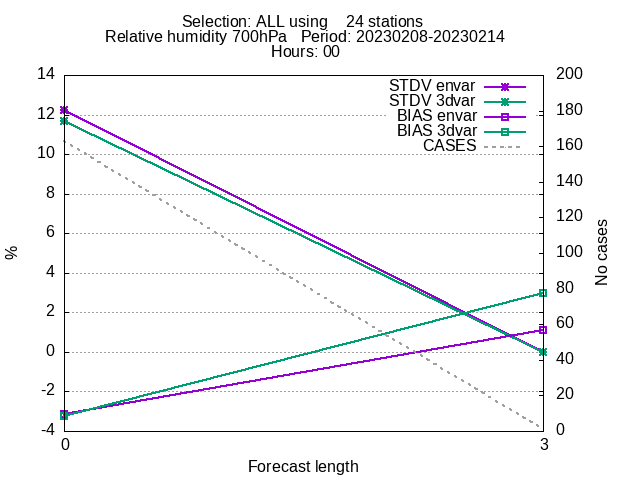 Selection: ALL using    24 stations
Relative humidity 700hPa   Period: 20230208-20230214
Hours: 00
14
12
10
8
6
4
2
0
-2
-4
%
STDV envar
STDV 3dvar
BIAS envar
BIAS 3dvar
CASES
200
180
160
140
120
100
80
60
40
20
0
No cases
0
3
Forecast length